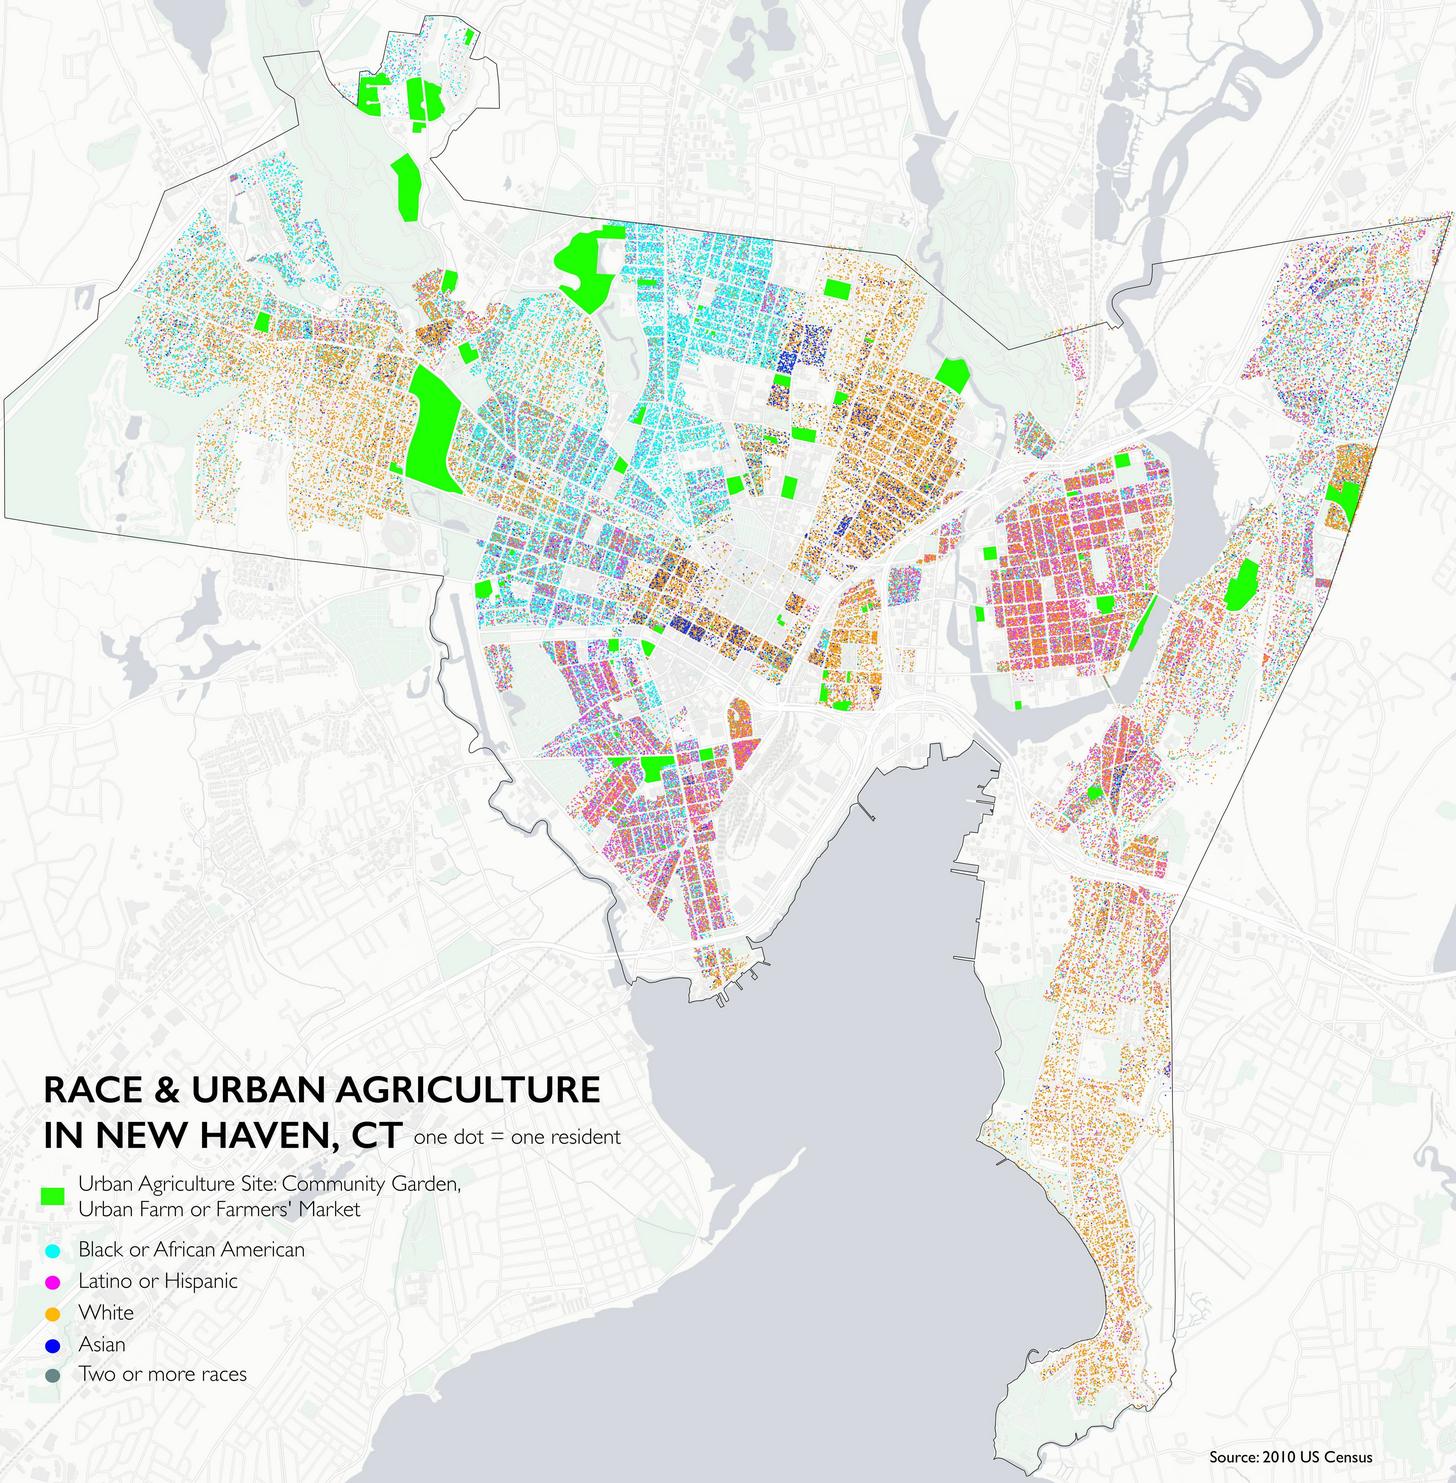 RACE & URBAN AGRICULTURE
IN NEW HAVEN, CT one dot = one resident
Urban Agriculture Site: Community Garden,
Urban Farm or Farmers' Market
Black or African American
Latino or Hispanic
White
Asian
Two or more races
Source: 2010 US Census